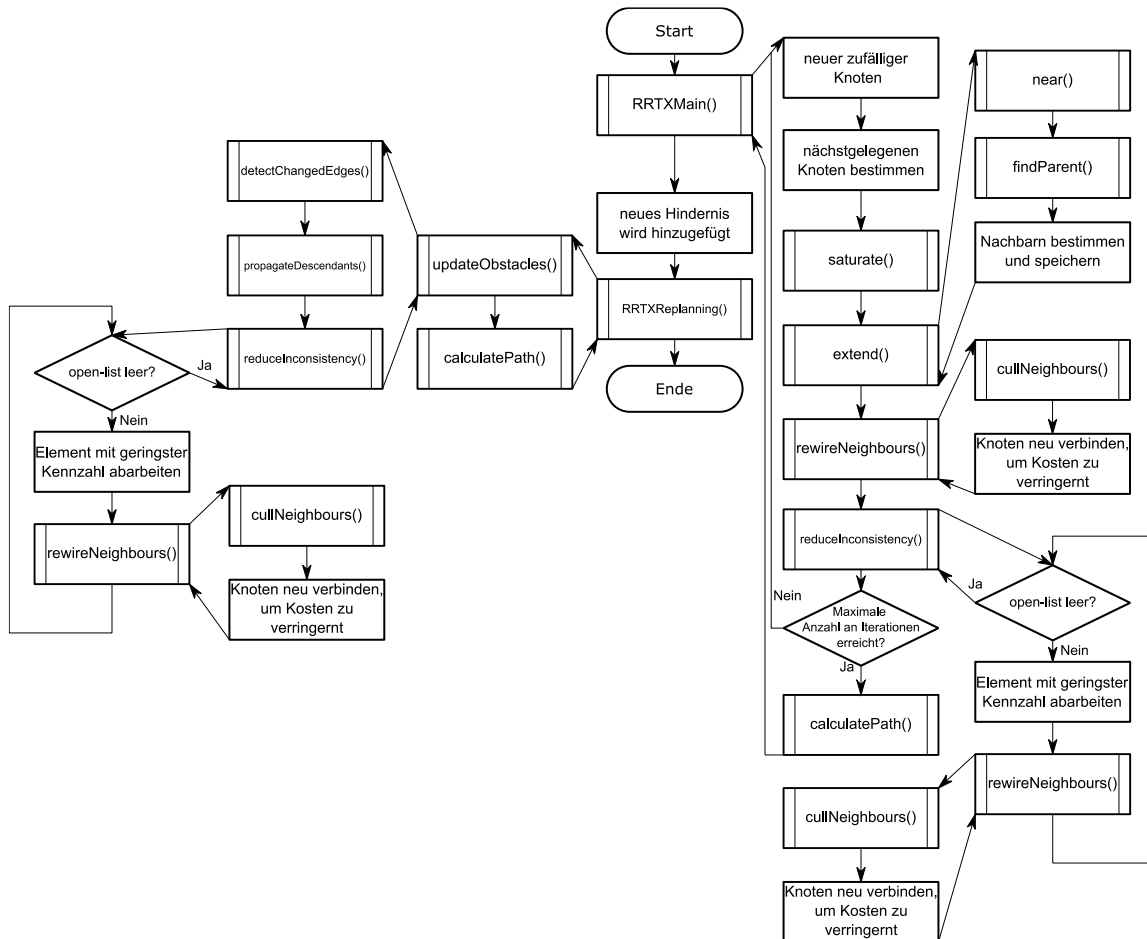 Start
RRTXMain()
neues Hindernis
wird hinzugefügt
RRTXReplanning()
Ende
updateObstacles()
calculatePath()
detectChangedEdges()
propagateDescendants()
reduceInconsistency()
open-list leer?
Ja
Nein
Element mit geringster
Kennzahl abarbeiten
rewireNeighbours()
cullNeighbours()
Knoten neu verbinden,
um Kosten zu
verringernt
neuer zufälliger
Knoten
nächstgelegenen
Knoten bestimmen
saturate()
extend()
near()
findParent()
Nachbarn bestimmen
und speichern
rewireNeighbours()
cullNeighbours()
Knoten neu verbinden,
um Kosten zu
verringernt
reduceInconsistency()
Ja
open-list leer?
Nein
Element mit geringster
Kennzahl abarbeiten
rewireNeighbours()
cullNeighbours()
Knoten neu verbinden,
um Kosten zu
verringernt
Nein
Maximale
Anzahl an Iterationen
erreicht?
Ja
calculatePath()